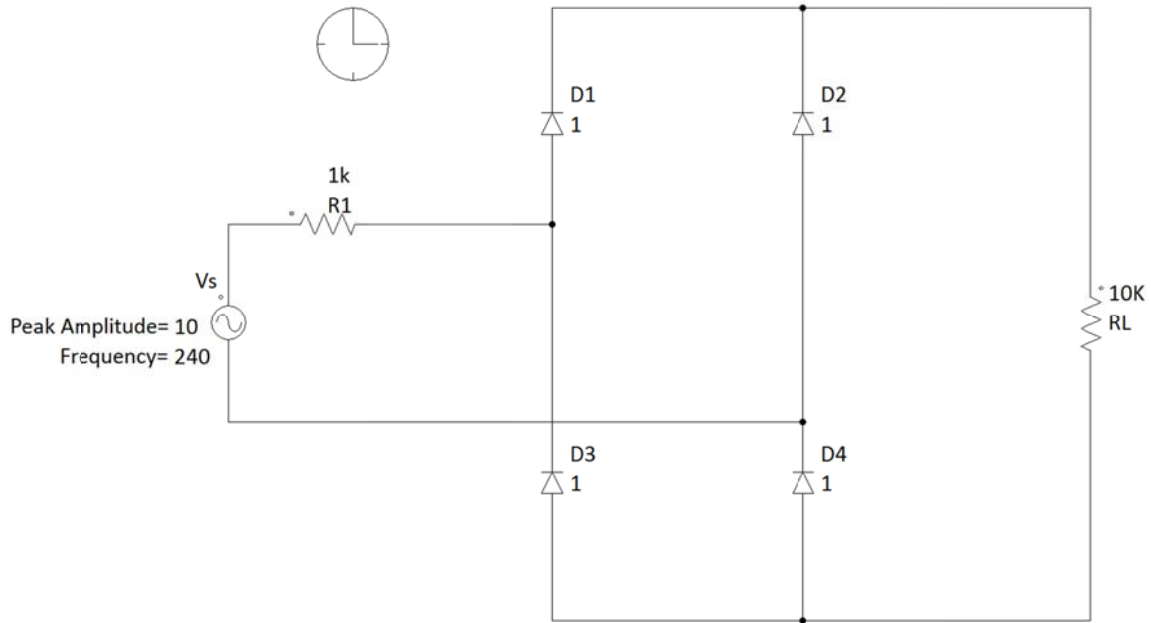 D1
1
D2
1
1k
R1
Vs
Peak Amplitude= 10
Frequency= 240
10K
RL
D3
1
D4
1